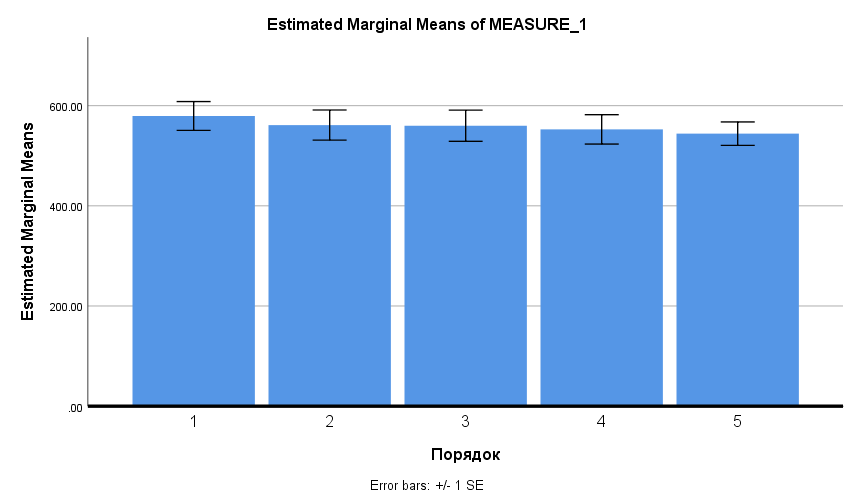 Estimated Marginal Means of MEASURE_1
Estimated Marginal Means
600.00
400.00
200.00
.00
1 2 3 4 5
Порядок
Error bars: +/- 1 SE